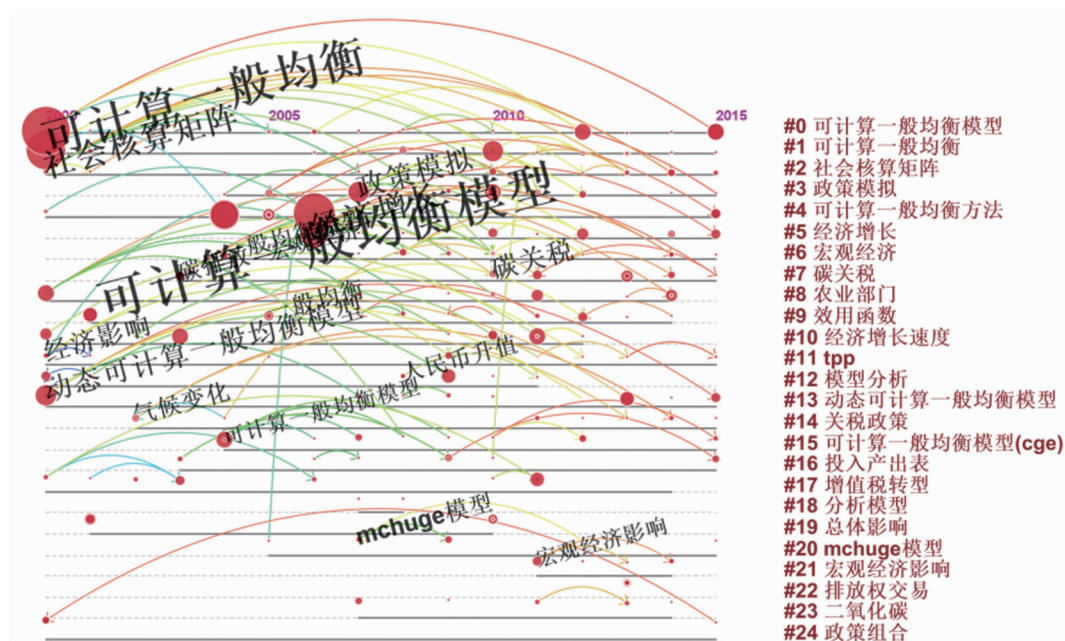 2000
2005
2010
2015
可计算一般均衡
社会核算矩阵
政策模拟
经济增长
可计算一般均衡模型
碳关税
一般均衡
经济影响
动态可计算一般均衡模型
人民币升值
气候变化
可计算一般均衡模型
mchuge模型
宏观经济影响
#0 可计算一般均衡模型
#1 可计算一般均衡
#2 社会核算矩阵
#3 政策模拟
#4 可计算一般均衡方法
#5 经济增长
#6 宏观经济
#7 碳关税
#8 农业部门
#9 效用函数
#10 经济增长速度
#11 tpp
#12 模型分析
#13 动态可计算一般均衡模型
#14 关税政策
#15 可计算一般均衡模型(cge)
#16 投入产出表
#17 增值税转型
#18 分析模型
#19 总体影响
#20 mchuge模型
#21 宏观经济影响
#22 排放权交易
#23 二氧化碳
#24 政策组合